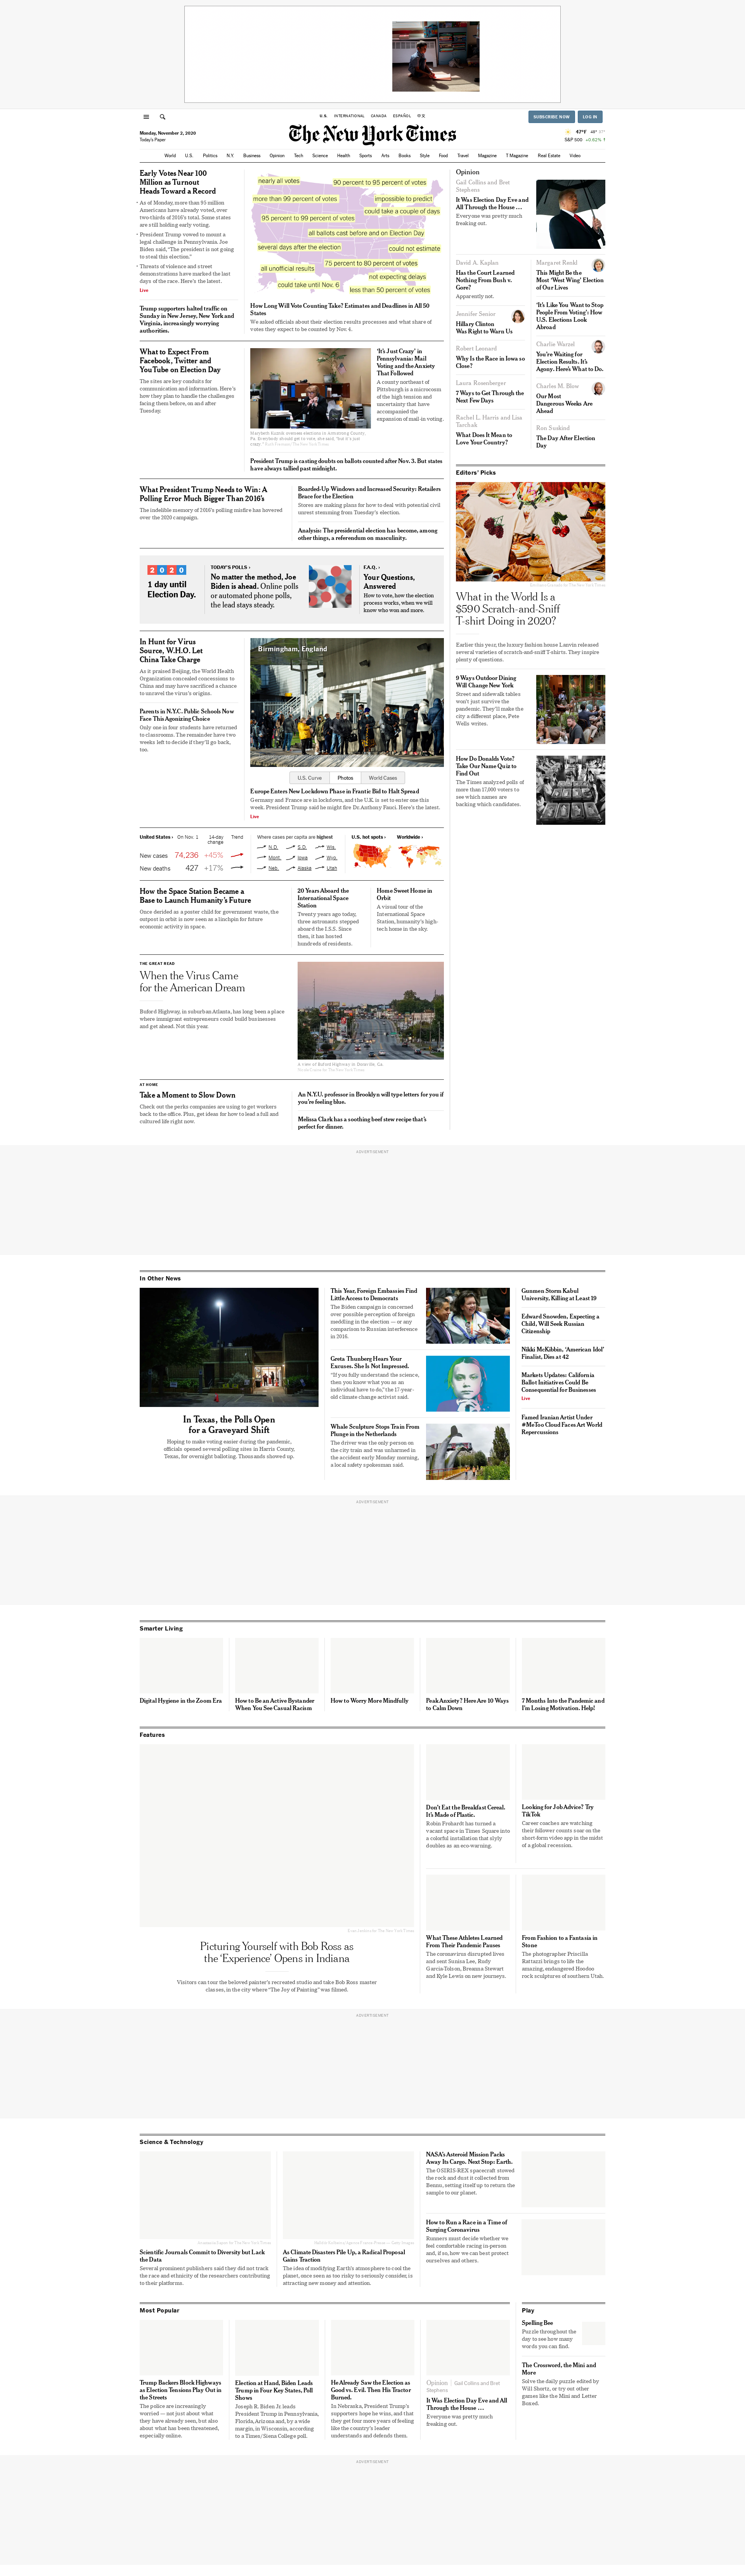 U.S. INTERNATIONAL CANADA ESPAÑOL 中文
SUBSCRIBE NOW LOG IN
Monday, November 2, 2020
Today's Paper
The New York Times
47°F
S&P 500 +0.62% ↑
World U.S. Politics N.Y. Business Opinion Tech Science Health Sports Arts Books Style Food Travel Magazine T Magazine Real Estate Video
Early Votes Near 100
Million as Turnout
Heads Toward a Record
As of Monday, more than 95 million
Americans have already voted, over
two-thirds of 2016's total. Some states
are still holding early voting.
President Trump vowed to mount a
legal challenges in Pennsylvania. Joe
Biden said, "The president is not going
to steal this election."
Threats of violence and street
demonstrations have marked the last
days of the race. Here's the latest.
Live
Trump supporters halted traffic on
Sunday in New Jersey, New York and
Virginia, increasingly worrying
authorities.
nearly all votes
90 percent to 95 percent of votes
more than 99 percent of votes
impossible to predict
could take a couple of days
95 percent to 99 percent of votes
all ballots cast before and on Election Day
several days after the election
could not estimate
75 percent to 80 percent of votes
all unofficial results
not expecting delays
could take until Nov. 6
less than 50 percent of votes
How Long Will Vote Counting Take? Estimates and Deadlines in All 50
States
We asked officials about their election results processes and what share of
votes they expect to be counted by Nov. 4.
What to Expect From
Facebook, Twitter and
YouTube on Election Day
The sites are key conduits for
communication and information. Here's
how they plan to handle the challenges
facing them before, on and after
Tuesday.
'It's Just Crazy' in
Pennsylvania: Mail
Voting and the Anxiety
That Followed
A county northeast of
Pittsburgh is a microcosm
of the high tension and
uncertainty that have
accompanied the
expansion of mail-in voting.
President Trump is casting doubts on ballots counted after Nov. 3. But states
have always tallied past midnight.
What President Trump Needs to Win: A
Polling Error Much Bigger Than 2016's
The indelible memory of 2016's polling misfire has hovered
over the 2020 campaign.
Boarded-Up Windows and Increased Security: Retailers
Brace for the Election
Stores are making plans for how to deal with potential civil
unrest stemming from Tuesday's election.
Analysis: The presidential election has become, among
other things, a referendum on masculinity.
2020
1 day until
Election Day.
TODAY'S POLLS ›
No matter the method, Joe
Biden is ahead. Online polls
or automated phone polls,
the lead stays steady.
F.A.Q. ›
Your Questions,
Answered
How to vote, how the election
process works, when we will
know who won and more.
In Hunt for Virus
Source, W.H.O. Let
China Take Charge
As it praised Beijing, the World Health
Organization concealed concessions to
China and may have sacrificed a chance
to unravel the virus's origins.
Parents in N.Y.C. Public Schools Now
Face This Agonizing Choice
Only one in four students have returned
to classrooms. The remainder have two
weeks left to decide if they'll go back,
too.
Birmingham, England
U.S. Curve Photos World Cases
Europe Enters New Lockdown Phase in Frantic Bid to Halt Spread
Germany and France are in lockdown, and the U.K. is set to enter one this
week. President Trump said he might fire Dr. Anthony Fauci. Here's the latest.
Live
United States › On Nov. 1 14-day change Trend
New cases 74,236 +45%
New deaths 427 +17%
Where cases per capita are highest
N.D. S.D. Wis.
Mont. Iowa Wyo.
Neb. Alaska Utah
U.S. hot spots › Worldwide ›
How the Space Station Became a
Base to Launch Humanity's Future
Once derided as a poster child for government waste, the
outpost in orbit is now seen as a linchpin for future
economic activity in space.
20 Years Aboard the
International Space
Station
Twenty years ago today,
three astronauts stepped
aboard the I.S.S. Since
then, it has hosted
hundreds of residents.
Home Sweet Home in
Orbit
A visual tour of the
International Space
Station, humanity's high-
tech home in the sky.
THE GREAT READ
When the Virus Came
for the American Dream
Buford Highway, in suburban Atlanta, has long been a place
where immigrant entrepreneurs could build businesses
and get ahead. Not this year.
A view of Buford Highway in Doraville, Ga.
AT HOME
Take a Moment to Slow Down
Check out the perks companies are using to get workers
back to the office. Plus, get ideas for how to lead a full and
cultured life right now.
An N.Y.U. professor in Brooklyn will type letters for you if
you're feeling blue.
Melissa Clark has a soothing beef stew recipe that's
perfect for dinner.
Opinion
Gail Collins and Bret
Stephens
It Was Election Day Eve and
All Through the House …
Everyone was pretty much
freaking out.
David A. Kaplan
Has the Court Learned
Nothing From Bush v.
Gore?
Apparently not.
Margaret Renkl
This Might Be the
Most 'West Wing' Election
of Our Lives
Jennifer Senior
Hillary Clinton
Was Right to Warn Us
'It's Like You Want to Stop
People From Voting': How
U.S. Elections Look
Abroad
Robert Leonard
Why Is the Race in Iowa so
Close?
Charlie Warzel
You're Waiting for
Election Results. It's
Agony. Here's What to Do.
Laura Rosenberger
7 Ways to Get Through the
Next Few Days
Charles M. Blow
Our Most
Dangerous Weeks Are
Ahead
Rachel L. Harris and Lisa
Tarchak
What Does It Mean to
Love Your Country?
Ron Suskind
The Day After Election
Day
Editors' Picks
What in the World Is a
$590 Scratch-and-Sniff
T-shirt Doing in 2020?
Earlier this year, the luxury fashion house Lanvin released
several varieties of scratch-and-sniff T-shirts. They inspire
plenty of questions.
9 Ways Outdoor Dining
Will Change New York
Street and sidewalk tables
won't just survive the
pandemic. They'll make the
city a different place, Pete
Wells writes.
How Do Donalds Vote?
Take Our Name Quiz to
Find Out
The Times analyzed polls of
more than 17,000 voters to
see which names are
backing which candidates.
ADVERTISEMENT
In Other News
In Texas, the Polls Open
for a Graveyard Shift
Hoping to make voting easier during the pandemic,
officials opened several polling sites in Harris County,
Texas, for overnight balloting. Thousands showed up.
This Year, Foreign Embassies Find
Little Access to Democrats
The Biden campaign is concerned
over possible perception of foreign
meddling in the election — or any
comparison to Russian interference
in 2016.
Greta Thunberg Hears Your
Excuses. She Is Not Impressed.
"If you fully understand the science,
then you know what you as an
individual have to do," the 17-year-
old climate change activist said.
Whale Sculpture Stops Train From
Plunge in the Netherlands
The driver was the only person on
the city train and was unharmed in
the accident early Monday morning,
a local safety spokesman said.
Gunmen Storm Kabul
University, Killing at Least 19
Edward Snowden, Expecting a
Child, Will Seek Russian
Citizenship
Nikki McKibbin, 'American Idol'
Finalist, Dies at 42
Markets Updates: California
Ballot Initiatives Could Be
Consequential for Businesses
Live
Famed Iranian Artist Under
#MeToo Cloud Faces Art World
Repercussions
ADVERTISEMENT
Smarter Living
Digital Hygiene in the Zoom Era
How to Be an Active Bystander
When You See Casual Racism
How to Worry More Mindfully
Peak Anxiety? Here Are 10 Ways
to Calm Down
7 Months Into the Pandemic and
I'm Losing Motivation. Help!
Features
Picturing Yourself with Bob Ross as
the 'Experience' Opens in Indiana
Visitors can tour the beloved painter's recreated studio and take Bob Ross master
classes, in the city where "The Joy of Painting" was filmed.
Don't Eat the Breakfast Cereal.
It's Made of Plastic.
Robin Frohardt has turned a
vacant space in Times Square into
a colorful installation that slyly
doubles as an eco-warning.
Looking for Job Advice? Try
TikTok
Career coaches are watching
their follower counts soar on the
short-form video app in the midst
of a global recession.
What These Athletes Learned
From Their Pandemic Pauses
The coronavirus disrupted lives
and sent Sunisa Lee, Rudy
Garcia-Tolson, Breanna Stewart
and Kyle Lewis on new journeys.
From Fashion to a Fantasia in
Stone
The photographer Priscilla
Rattazzi brings to life the
amazing, endangered Hoodoo
rock sculptures of southern Utah.
ADVERTISEMENT
Science & Technology
Scientific Journals Commit to Diversity but Lack
the Data
Several prominent publishers said they did not track
the race and ethnicity of the researchers contributing
to their platforms.
As Climate Disasters Pile Up, a Radical Proposal
Gains Traction
The idea of modifying Earth's atmosphere to cool the
planet, once seen as too risky to seriously consider, is
attracting new money and attention.
NASA's Asteroid Mission Packs
Away Its Cargo. Next Stop: Earth.
The OSIRIS-REX spacecraft stowed
the rock and dust it collected from
Bennu, setting itself up to return the
sample to our planet.
How to Run a Race in a Time of
Surging Coronavirus
Runners must decide whether we
feel comfortable racing in-person
and, if so, how we can best protect
ourselves and others.
Most Popular
Trump Backers Block Highways
as Election Tensions Play Out in
the Streets
The police are increasingly
worried — not just about what
they have already seen, but also
about what has been threatened,
especially online.
Election at Hand, Biden Leads
Trump in Four Key States, Poll
Shows
Joseph R. Biden Jr. leads
President Trump in Pennsylvania,
Florida, Arizona and, by a wide
margin, in Wisconsin, according
to a Times/Siena College poll.
He Already Saw the Election as
Good vs. Evil. Then His Tractor
Burned.
In Nebraska, President Trump's
supporters hope he wins, and that
they get four more years of feeling
like the country's leader
understands and defends them.
Opinion | Gail Collins and Bret
Stephens
It Was Election Day Eve and All
Through the House …
Everyone was pretty much
freaking out.
Play
Spelling Bee
Puzzle throughout the
day to see how many
words you can find.
The Crossword, the Mini and
More
Solve the daily puzzle edited by
Will Shortz, or try out other
games like the Mini and Letter
Boxed.
ADVERTISEMENT